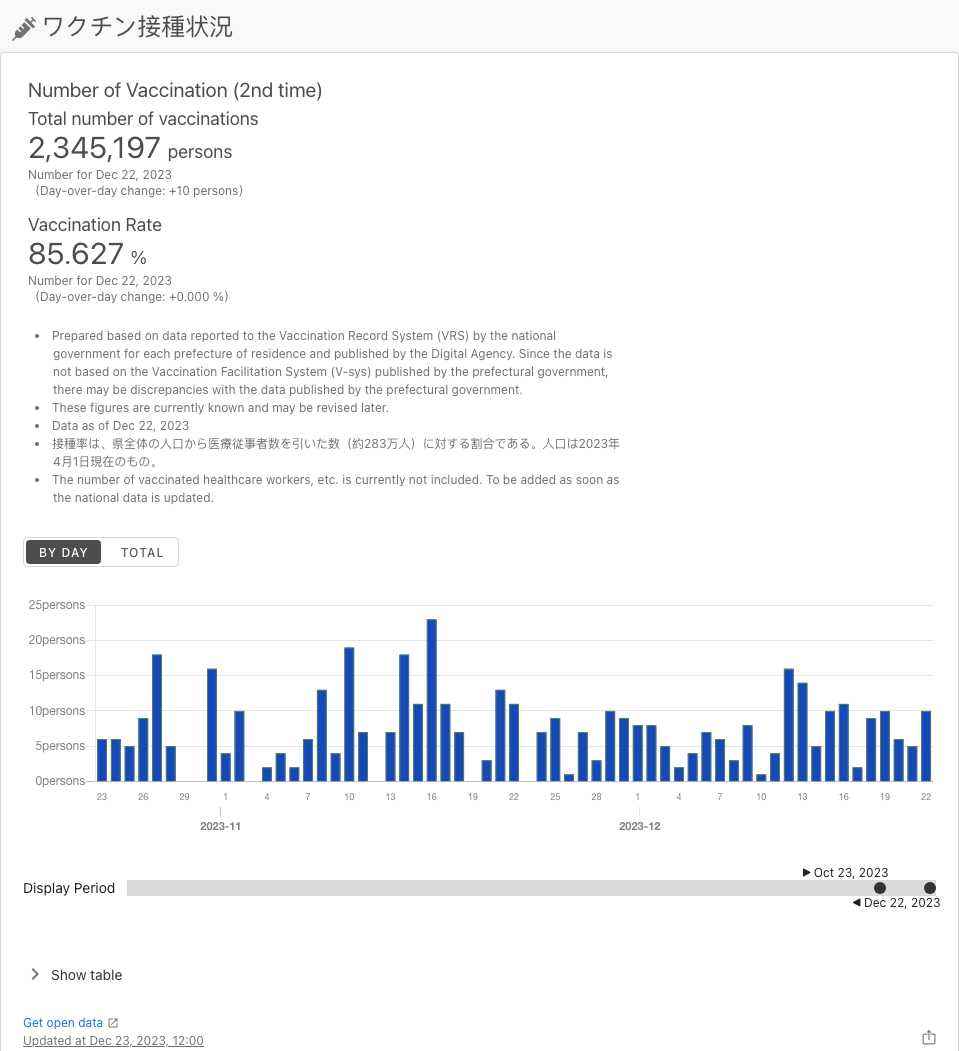 ワクチン接種状況
Number of Vaccination (2nd time)
Total number of vaccinations
2,345,197 persons
Number for Dec 22, 2023
(Day-over-day change: +10 persons)
Vaccination Rate
85.627 %
Number for Dec 22, 2023
(Day-over-day change: +0.000 %)
• Prepared based on data reported to the Vaccination Record System (VRS) by the national
government for each prefecture of residence and published by the Digital Agency. Since the data is
not based on the Vaccination Facilitation System (V-sys) published by the prefectural government,
there may be discrepancies with the data published by the prefectural government.
• These figures are currently known and may be revised later.
• Data as of Dec 22, 2023
• 接種率は、県全体の人口から医療従事者数を引いた数（約283万人）に対する割合である。人口は2023年
4月1日現在のもの。
• The number of vaccinated healthcare workers, etc. is currently not included. To be added as soon as
the national data is updated.
BY DAY TOTAL
25persons
20persons
15persons
10persons
5persons
0persons
23 26 29 1 4 7 10 13 16 19 22 25 28 1 4 7 10 13 16 19 22
2023-11 2023-12
▶ Oct 23, 2023
Display Period
◀ Dec 22, 2023
Show table
Get open data
Updated at Dec 23, 2023, 12:00